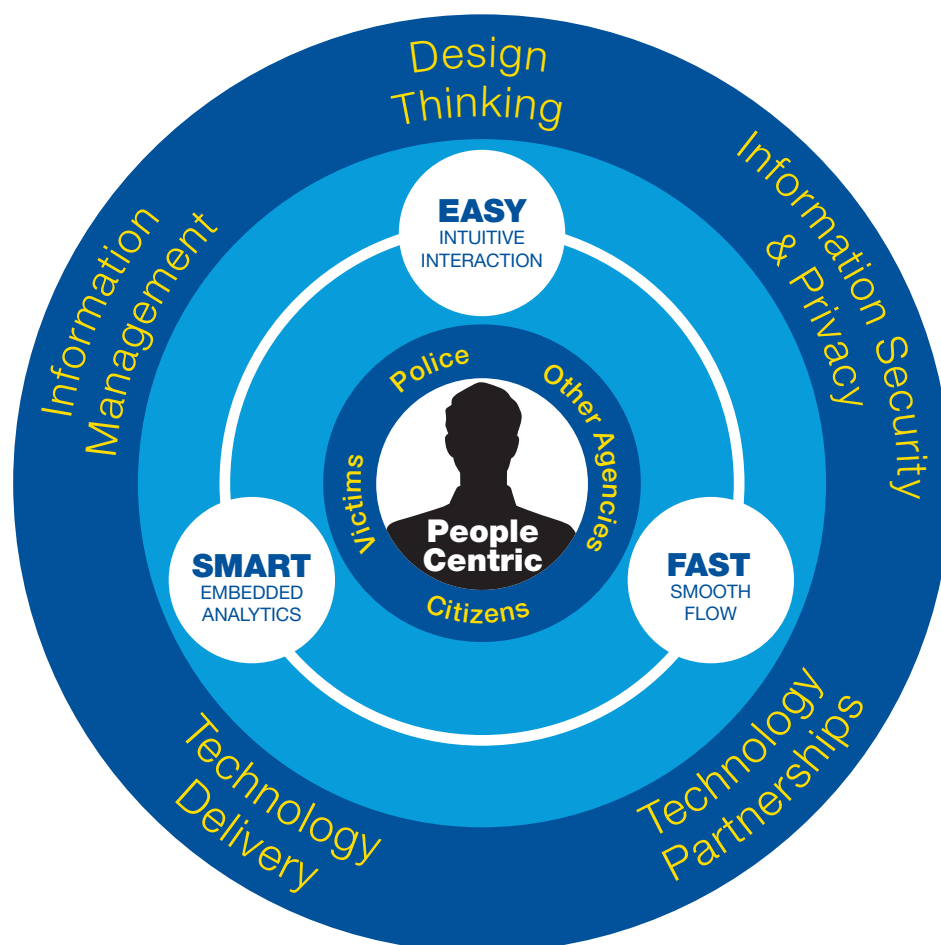 Design
Thinking
Information Security
& Privacy
Technology
Partnerships
Technology
Delivery
Information
Management
EASY
INTUITIVE
INTERACTION
FAST
SMOOTH
FLOW
SMART
EMBEDDED
ANALYTICS
Police
Other Agencies
Citizens
Victims
People
Centric